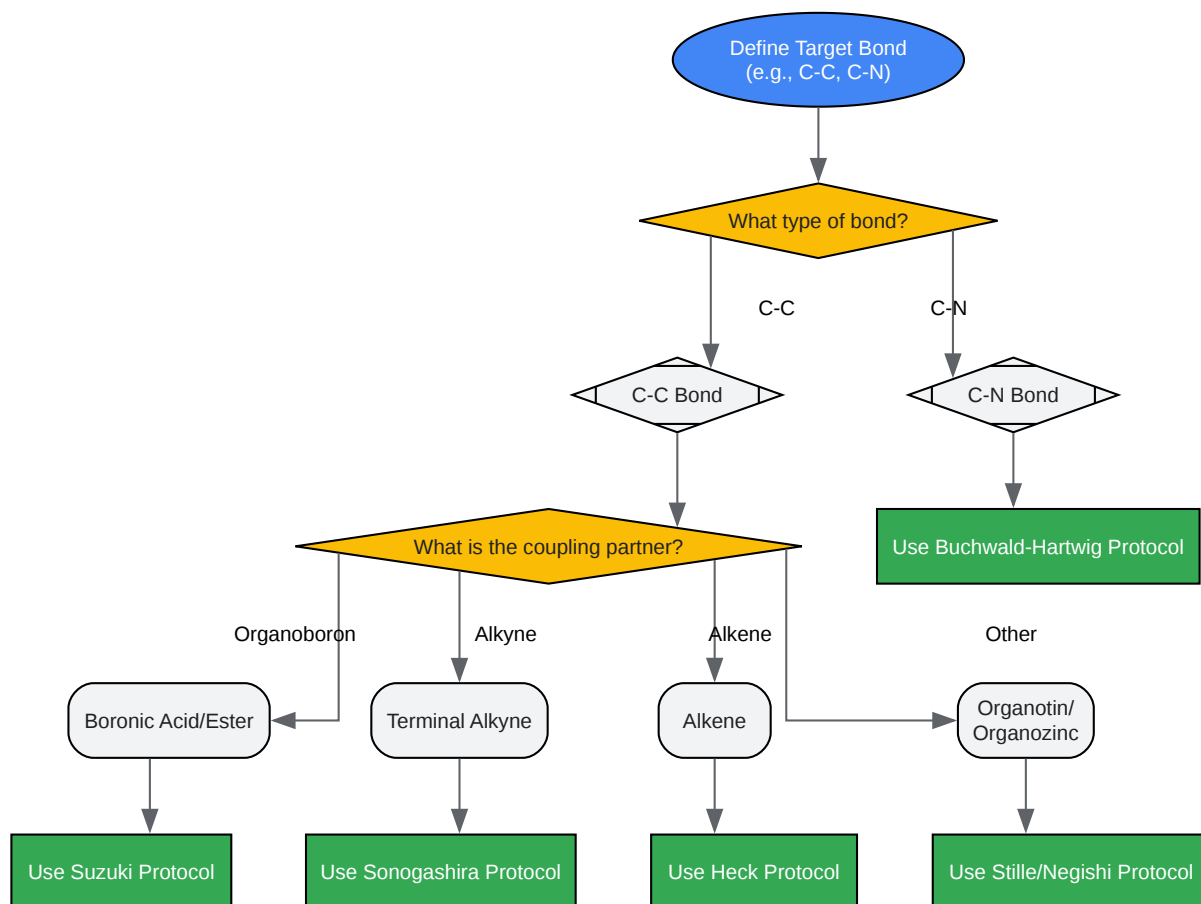 Define Target Bond
(e.g., C-C, C-N)
What type of bond?
C-C
C-N
C-C Bond
C-N Bond
What is the coupling partner?
Use Buchwald-Hartwig Protocol
Organoboron
Alkyne
Alkene
Other
Boronic Acid/Ester
Terminal Alkyne
Alkene
Organotin/
Organozinc
Use Suzuki Protocol
Use Sonogashira Protocol
Use Heck Protocol
Use Stille/Negishi Protocol